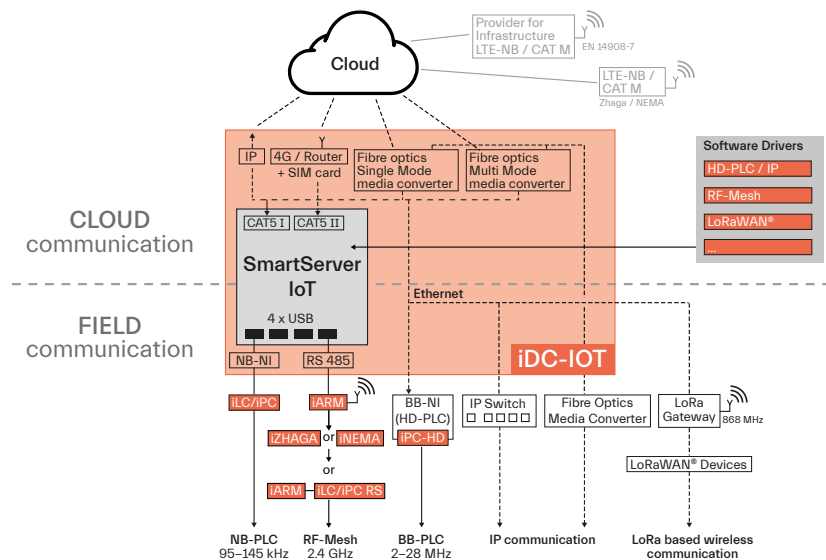 Provider for
Infrastructure
LTE-NB / CAT M
EN 14908-7
Cloud
LTE-NB /
CAT M
Zhaga / NEMA
IP
4G / Router
+ SIM card
Fibre optics
Single Mode
media converter
Fibre optics
Multi Mode
media converter
Software Drivers
HD-PLC / IP
RF-Mesh
LoRaWAN®
...
CLOUD
communication
CAT5 I
CAT5 II
SmartServer
IoT
4 x USB
Ethernet
FIELD
communication
NB-NI
RS 485
iDC-IOT
iLC/iPC
iARM
BB-NI
(HD-PLC)
iPC-HD
IP Switch
Fibre Optics
Media Converter
LoRa
Gateway
868 MHz
iZHAGA
or
iNEMA
or
iARM
iLC/iPC RS
LoRaWAN® Devices
NB-PLC
95–145 kHz
RF-Mesh
2.4 GHz
BB-PLC
2–28 MHz
IP communication
LoRa based wireless
communication